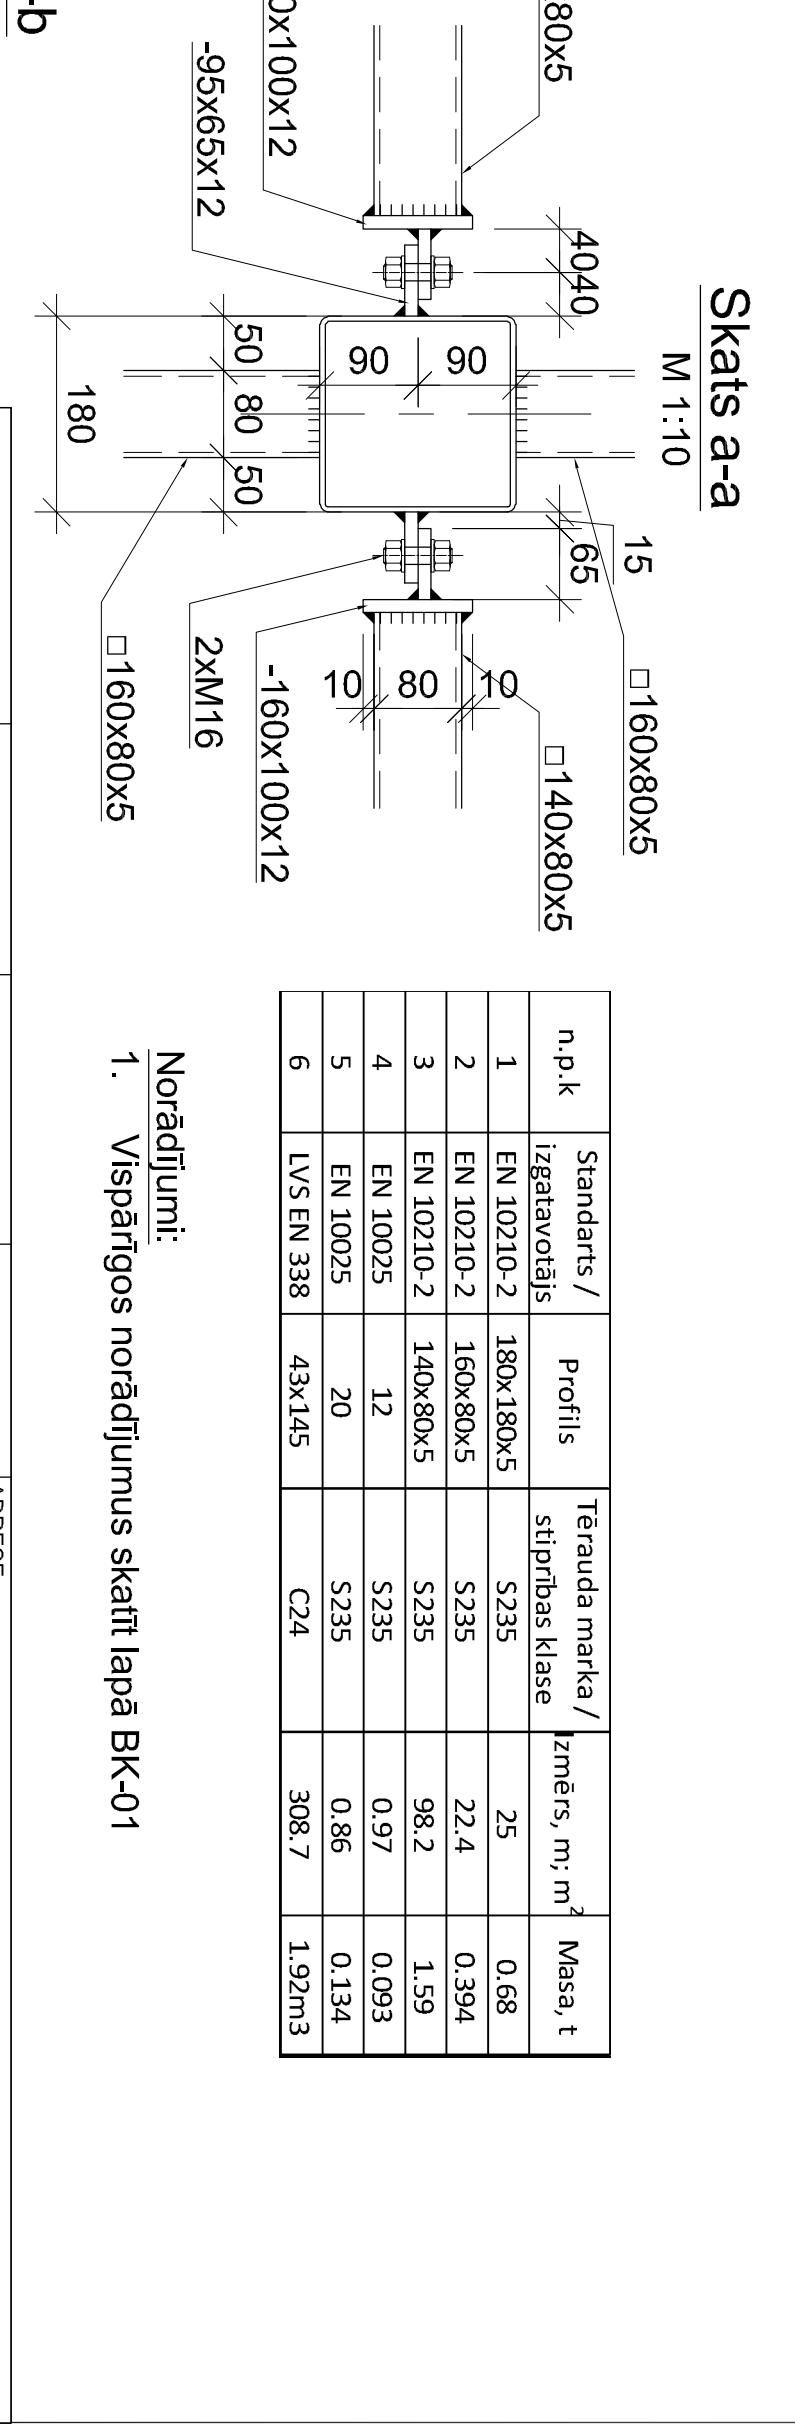 -b
Skats a-a
M 1:10
80x5
0x100x12
-95x65x12
4040
15
65
50
80
50
180
90
90
10
80
10
□160x80x5
□140x80x5
-160x100x12
2xM16
□160x80x5
n.p.k Standarts / izgatavotājs Profils Tērauda marka / stiprības klase Izmērs, m; m² Masa, t
1 EN 10210-2 180x180x5 S235 25 0.68
2 EN 10210-2 160x80x5 S235 22.4 0.394
3 EN 10210-2 140x80x5 S235 98.2 1.59
4 EN 10025 12 S235 0.97 0.093
5 EN 10025 20 S235 0.86 0.134
6 LVS EN 338 43x145 C24 308.7 1.92m3
Norādījumi:
1. Vispārīgos norādījumus skatīt lapā BK-01